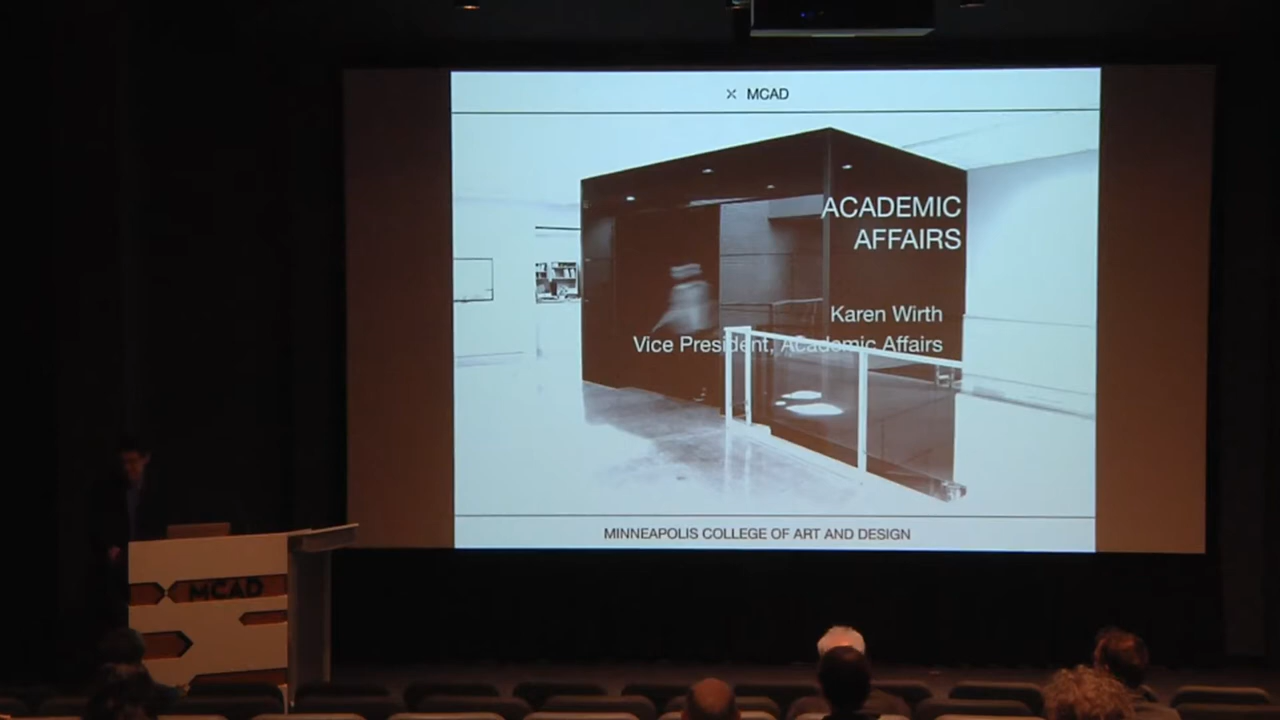 MCAD
ACADEMIC
AFFAIRS
Karen Wirth
Vice President, Academic Affairs
MINNEAPOLIS COLLEGE OF ART AND DESIGN
MCAD